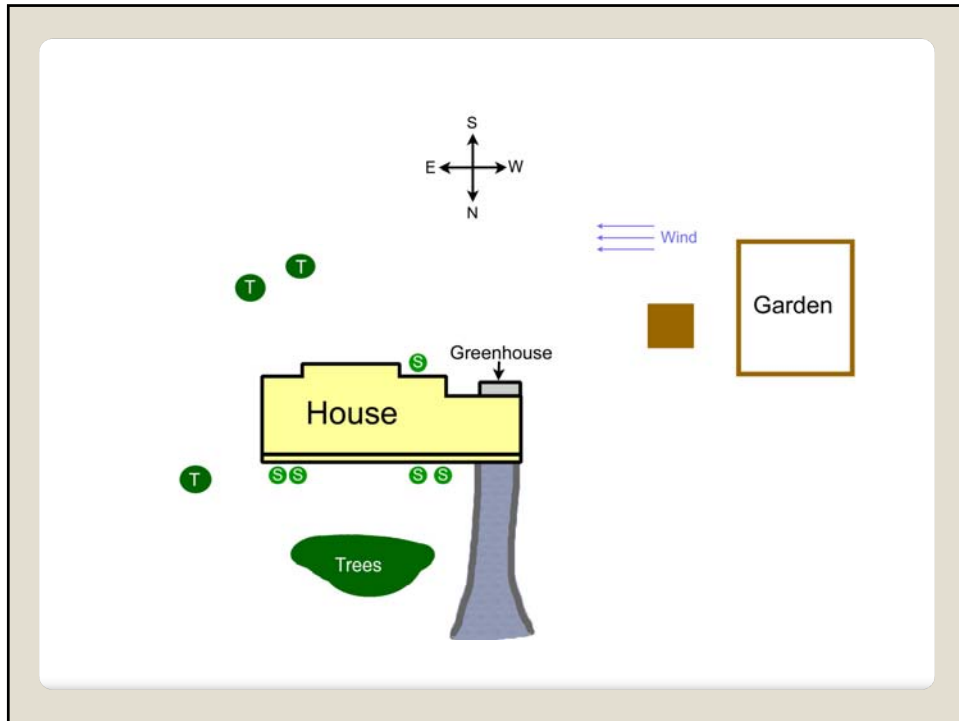 S
E W
N
Wind
T
T
Garden
Greenhouse
S
House
T
S S S S
Trees